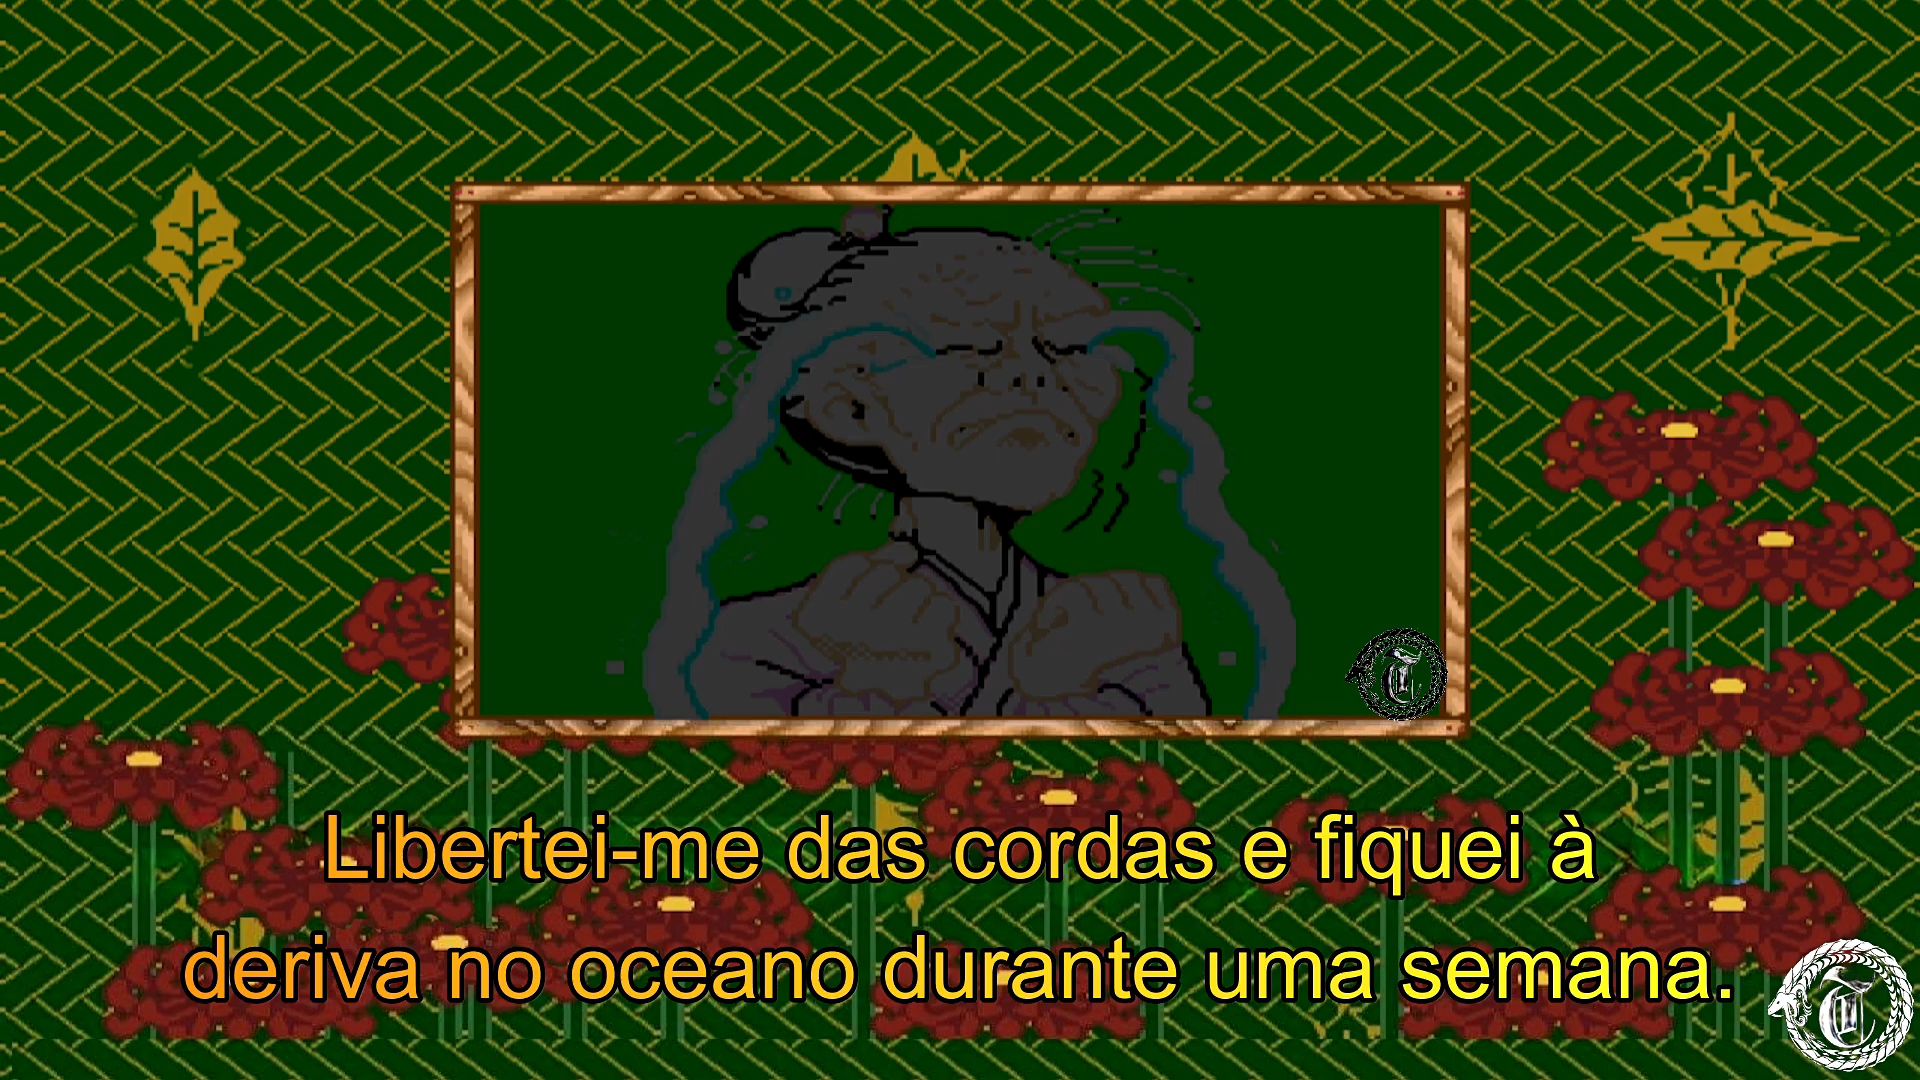 Libertei-me das cordas e fiquei à
deriva no oceano durante uma semana.